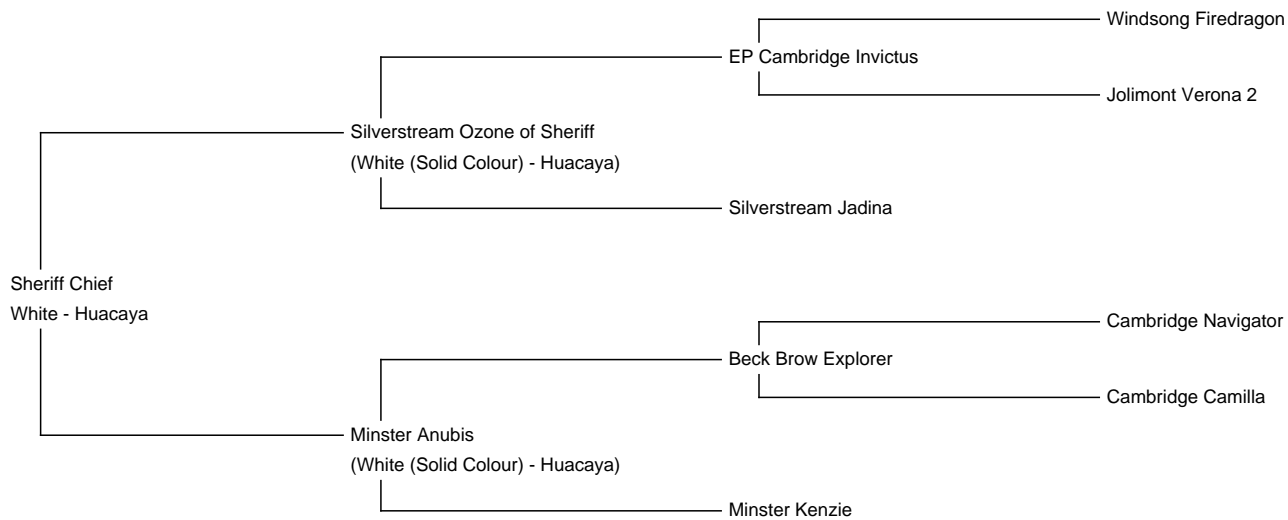 Windsong Firedragon
EP Cambridge Invictus
Jolimont Verona 2
Silverstream Ozone of Sheriff
(White (Solid Colour) - Huacaya)
Silverstream Jadina
Sheriff Chief
White - Huacaya
Cambridge Navigator
Beck Brow Explorer
Cambridge Camilla
Minster Anubis
(White (Solid Colour) - Huacaya)
Minster Kenzie